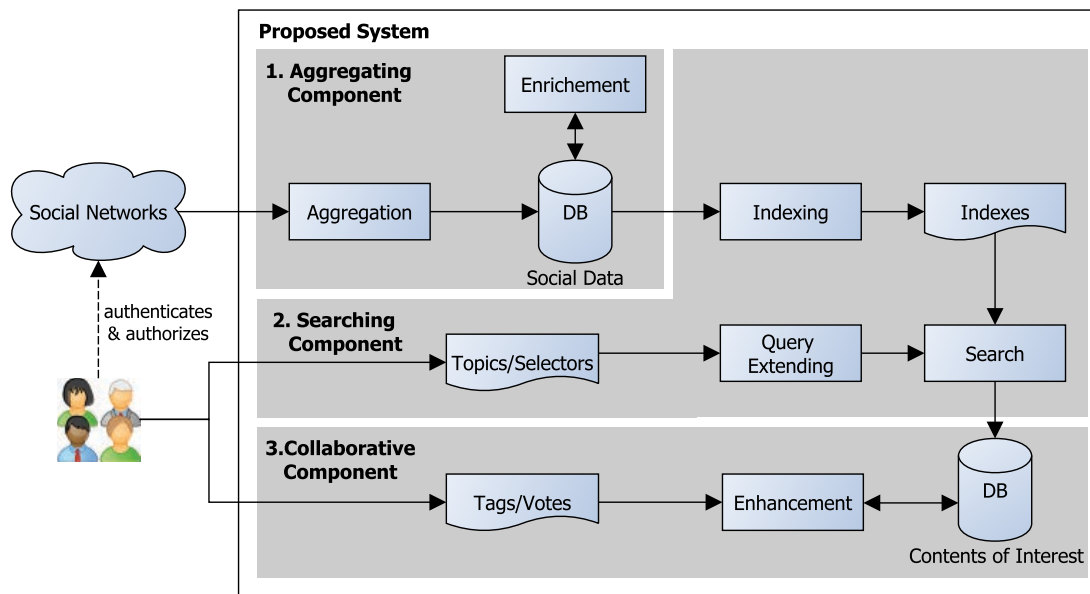 Proposed System
1. Aggregating
Component
Enrichement
Social Networks
Aggregation
DB
Social Data
Indexing
Indexes
authenticates
& authorizes
2. Searching
Component
Topics/Selectors
Query
Extending
Search
3.Collaborative
Component
Tags/Votes
Enhancement
DB
Contents of Interest